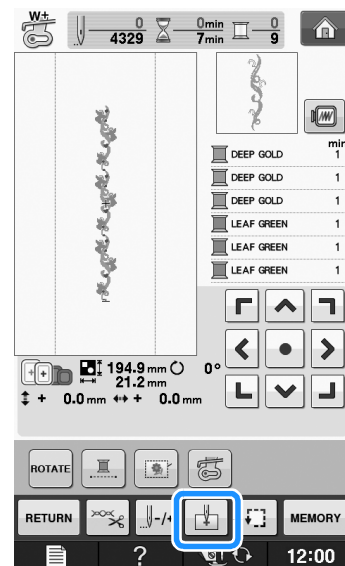 W+
0 0min 0
4329 7min 9
min
DEEP GOLD 1
DEEP GOLD 1
DEEP GOLD 1
LEAF GREEN 1
LEAF GREEN 1
LEAF GREEN 1
194.9 mm 0°
21.2 mm
+ 0.0 mm + 0.0 mm
ROTATE
RETURN -/+ MEMORY
? 12:00